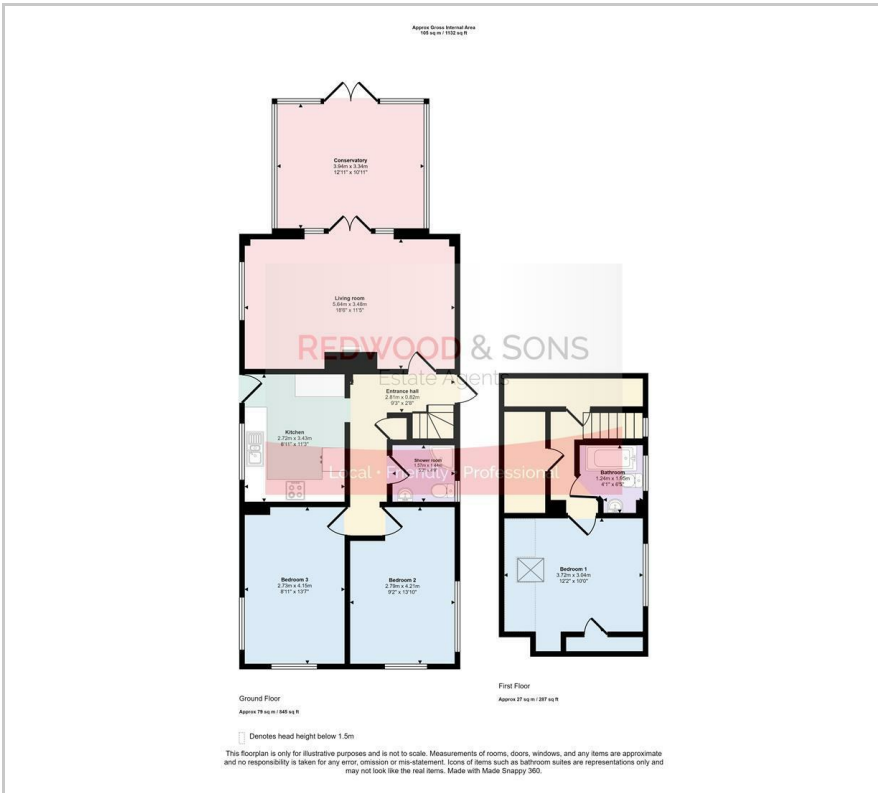 Approx Gross Internal Area
105 sq m / 1132 sq ft
Conservatory
3.94m x 3.34m
12'11" x 10'11"
Living room
5.64m x 3.48m
18'6" x 11'5"
REDWOOD & SONS
Estate Agents
Entrance hall
2.81m x 0.82m
9'3" x 2'8"
Kitchen
2.72m x 3.43m
8'11" x 11'3"
Shower room
Local • Friendly • Professional
Bathroom
1.24m x 1.95m
4'1" x 6'5"
Bedroom 3
2.73m x 4.15m
8'11" x 13'7"
Bedroom 2
2.79m x 4.21m
9'2" x 13'10"
Bedroom 1
3.72m x 3.04m
12'2" x 10'0"
Ground Floor
Approx 79 sq m / 845 sq ft
First Floor
Approx 27 sq m / 287 sq ft
Denotes head height below 1.5m
This floorplan is only for illustrative purposes and is not to scale. Measurements of rooms, doors, windows, and any items are approximate
and no responsibility is taken for any error, omission or mis-statement. Icons of items such as bathroom suites are representations only and
may not look like the real items. Made with Made Snappy 360.